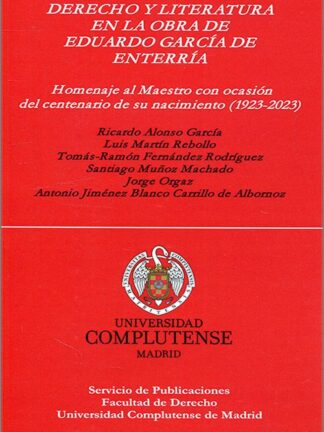 DERECHO Y LITERATURA
EN LA OBRA DE
EDUARDO GARCÍA DE
ENTERRÍA
Homenaje al Maestro con ocasión
del centenario de su nacimiento (1923-2023)
Ricardo Alonso García
Luis Martín Rebollo
Tomás-Ramón Fernández Rodríguez
Santiago Muñoz Machado
Jorge Orgaz
Antonio Jiménez Blanco Carrillo de Albornoz
UNIVERSIDAD
COMPLUTENSE
MADRID
Servicio de Publicaciones
Facultad de Derecho
Universidad Complutense de Madrid